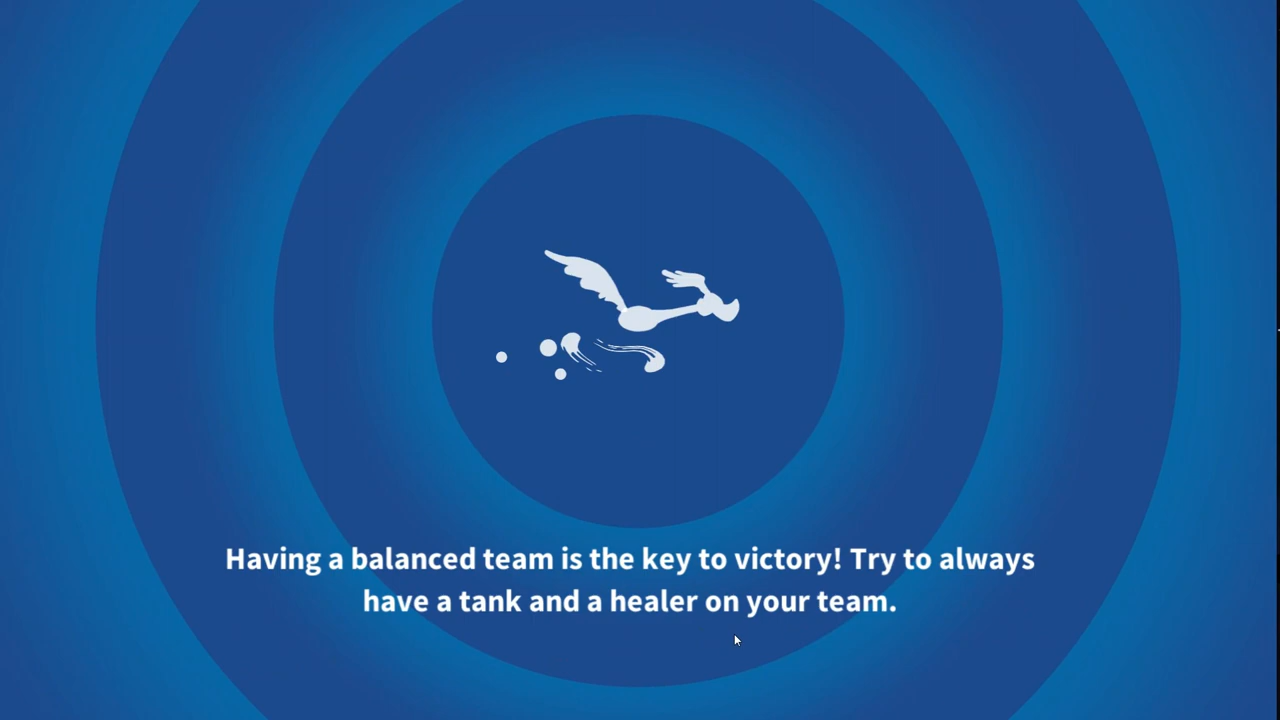 Having a balanced team is the key to victory! Try to always
have a tank and a healer on your team.